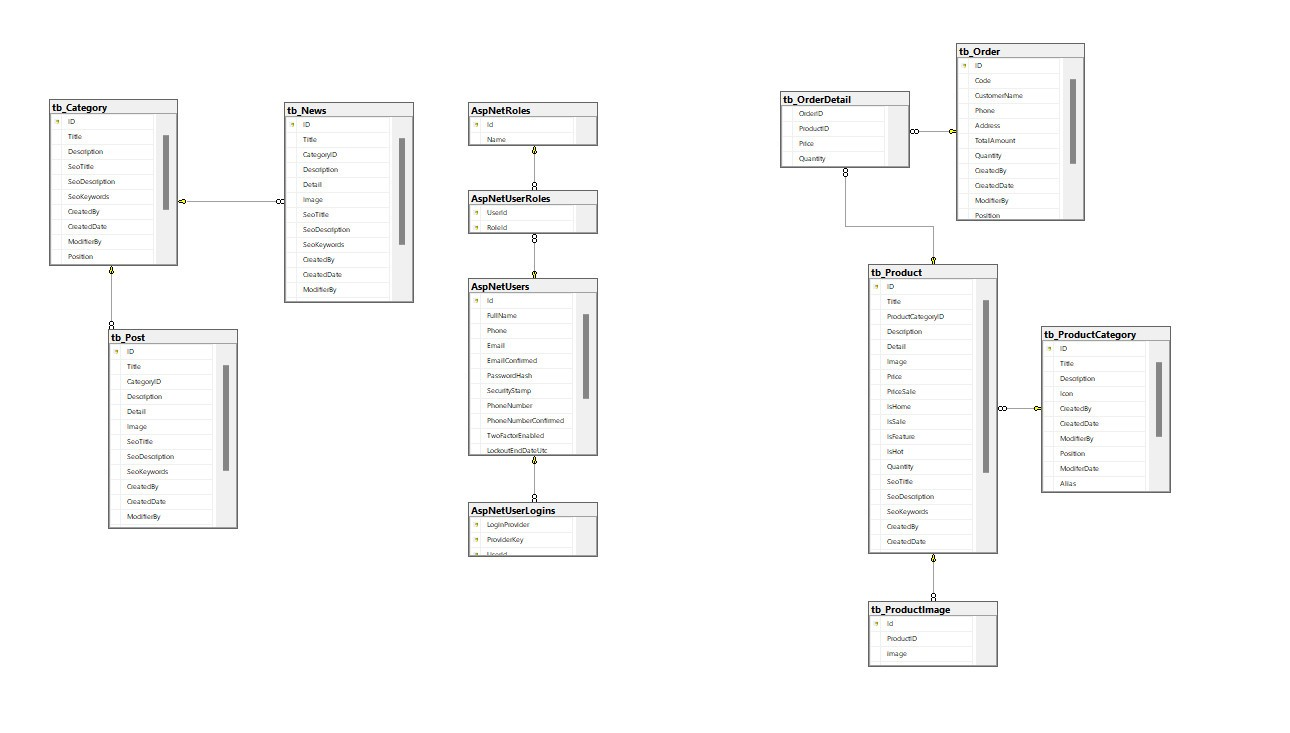 tb_Category
ID
Title
Description
SeoTitle
SeoDescription
SeoKeywords
CreatedBy
CreatedDate
ModifierBy
Position
tb_News
ID
Title
CategoryID
Description
Detail
Image
SeoTitle
SeoDescription
SeoKeywords
CreatedBy
CreatedDate
ModifierBy
tb_Post
ID
Title
CategoryID
Description
Detail
Image
SeoTitle
SeoDescription
SeoKeywords
CreatedBy
CreatedDate
ModifierBy
AspNetRoles
Id
Name
AspNetUserRoles
UserId
RoleId
AspNetUsers
Id
FullName
Phone
Email
EmailConfirmed
PasswordHash
SecurityStamp
PhoneNumber
PhoneNumberConfirmed
TwoFactorEnabled
LockoutEndDateUtc
AspNetUserLogins
LoginProvider
ProviderKey
UserId
tb_OrderDetail
OrderID
ProductID
Price
Quantity
tb_Order
ID
Code
CustomerName
Phone
Address
TotalAmount
Quantity
CreatedBy
CreatedDate
ModifierBy
Position
tb_Product
ID
Title
ProductCategoryID
Description
Detail
Image
Price
PriceSale
IsHome
IsSale
IsFeature
IsHot
Quantity
SeoTitle
SeoDescription
SeoKeywords
CreatedBy
CreatedDate
tb_ProductCategory
ID
Title
Description
Icon
CreatedBy
CreatedDate
ModifierBy
Position
ModiferDate
Alias
tb_ProductImage
Id
ProductID
Image